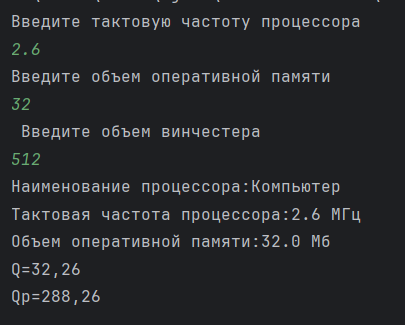 Введите тактовую частоту процессора
2.6
Введите объем оперативной памяти
32
Введите объем винчестера
512
Наименование процессора:Компьютер
Тактовая частота процессора:2.6 МГц
Объем оперативной памяти:32.0 Мб
Q=32,26
Qp=288,26